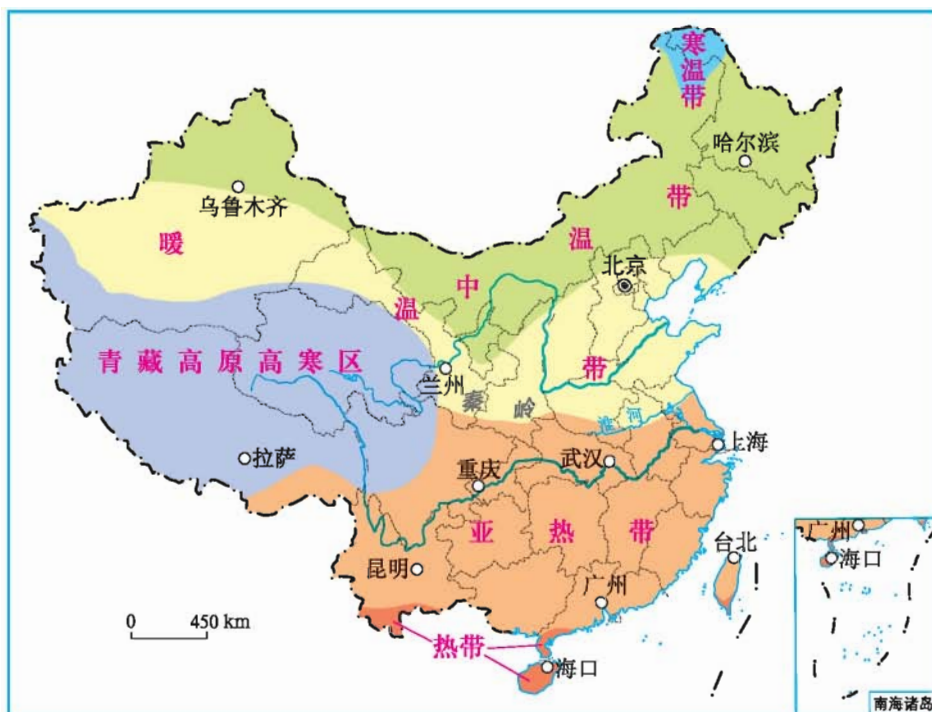 寒温带
哈尔滨
乌鲁木齐
中温带
北京
暖温带
青藏高原高寒区
兰州
秦岭
淮河
上海
拉萨
重庆
武汉
亚热带
台北
昆明
广州
热带
海口
0 450 km
广州
海口
南海诸岛